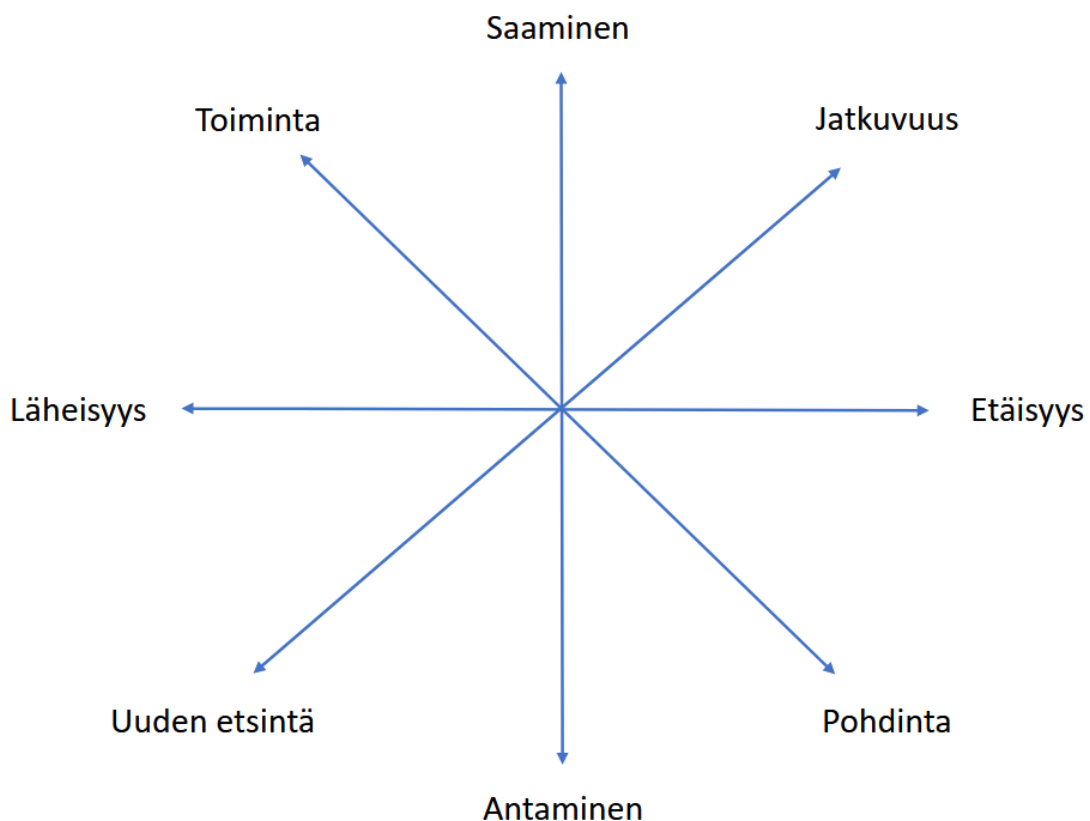 Saaminen
Toiminta
Jatkuvuus
Läheisyys
Etäisyys
Uuden etsintä
Pohdinta
Antaminen